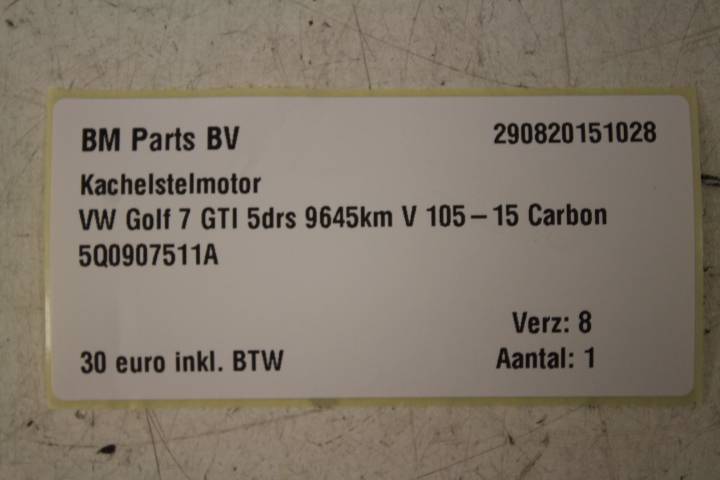 BM Parts BV 290820151028
Kachelstelmotor
VW Golf 7 GTI 5drs 9645km V 105-15 Carbon
5Q0907511A
Verz: 8
30 euro inkl. BTW Aantal: 1